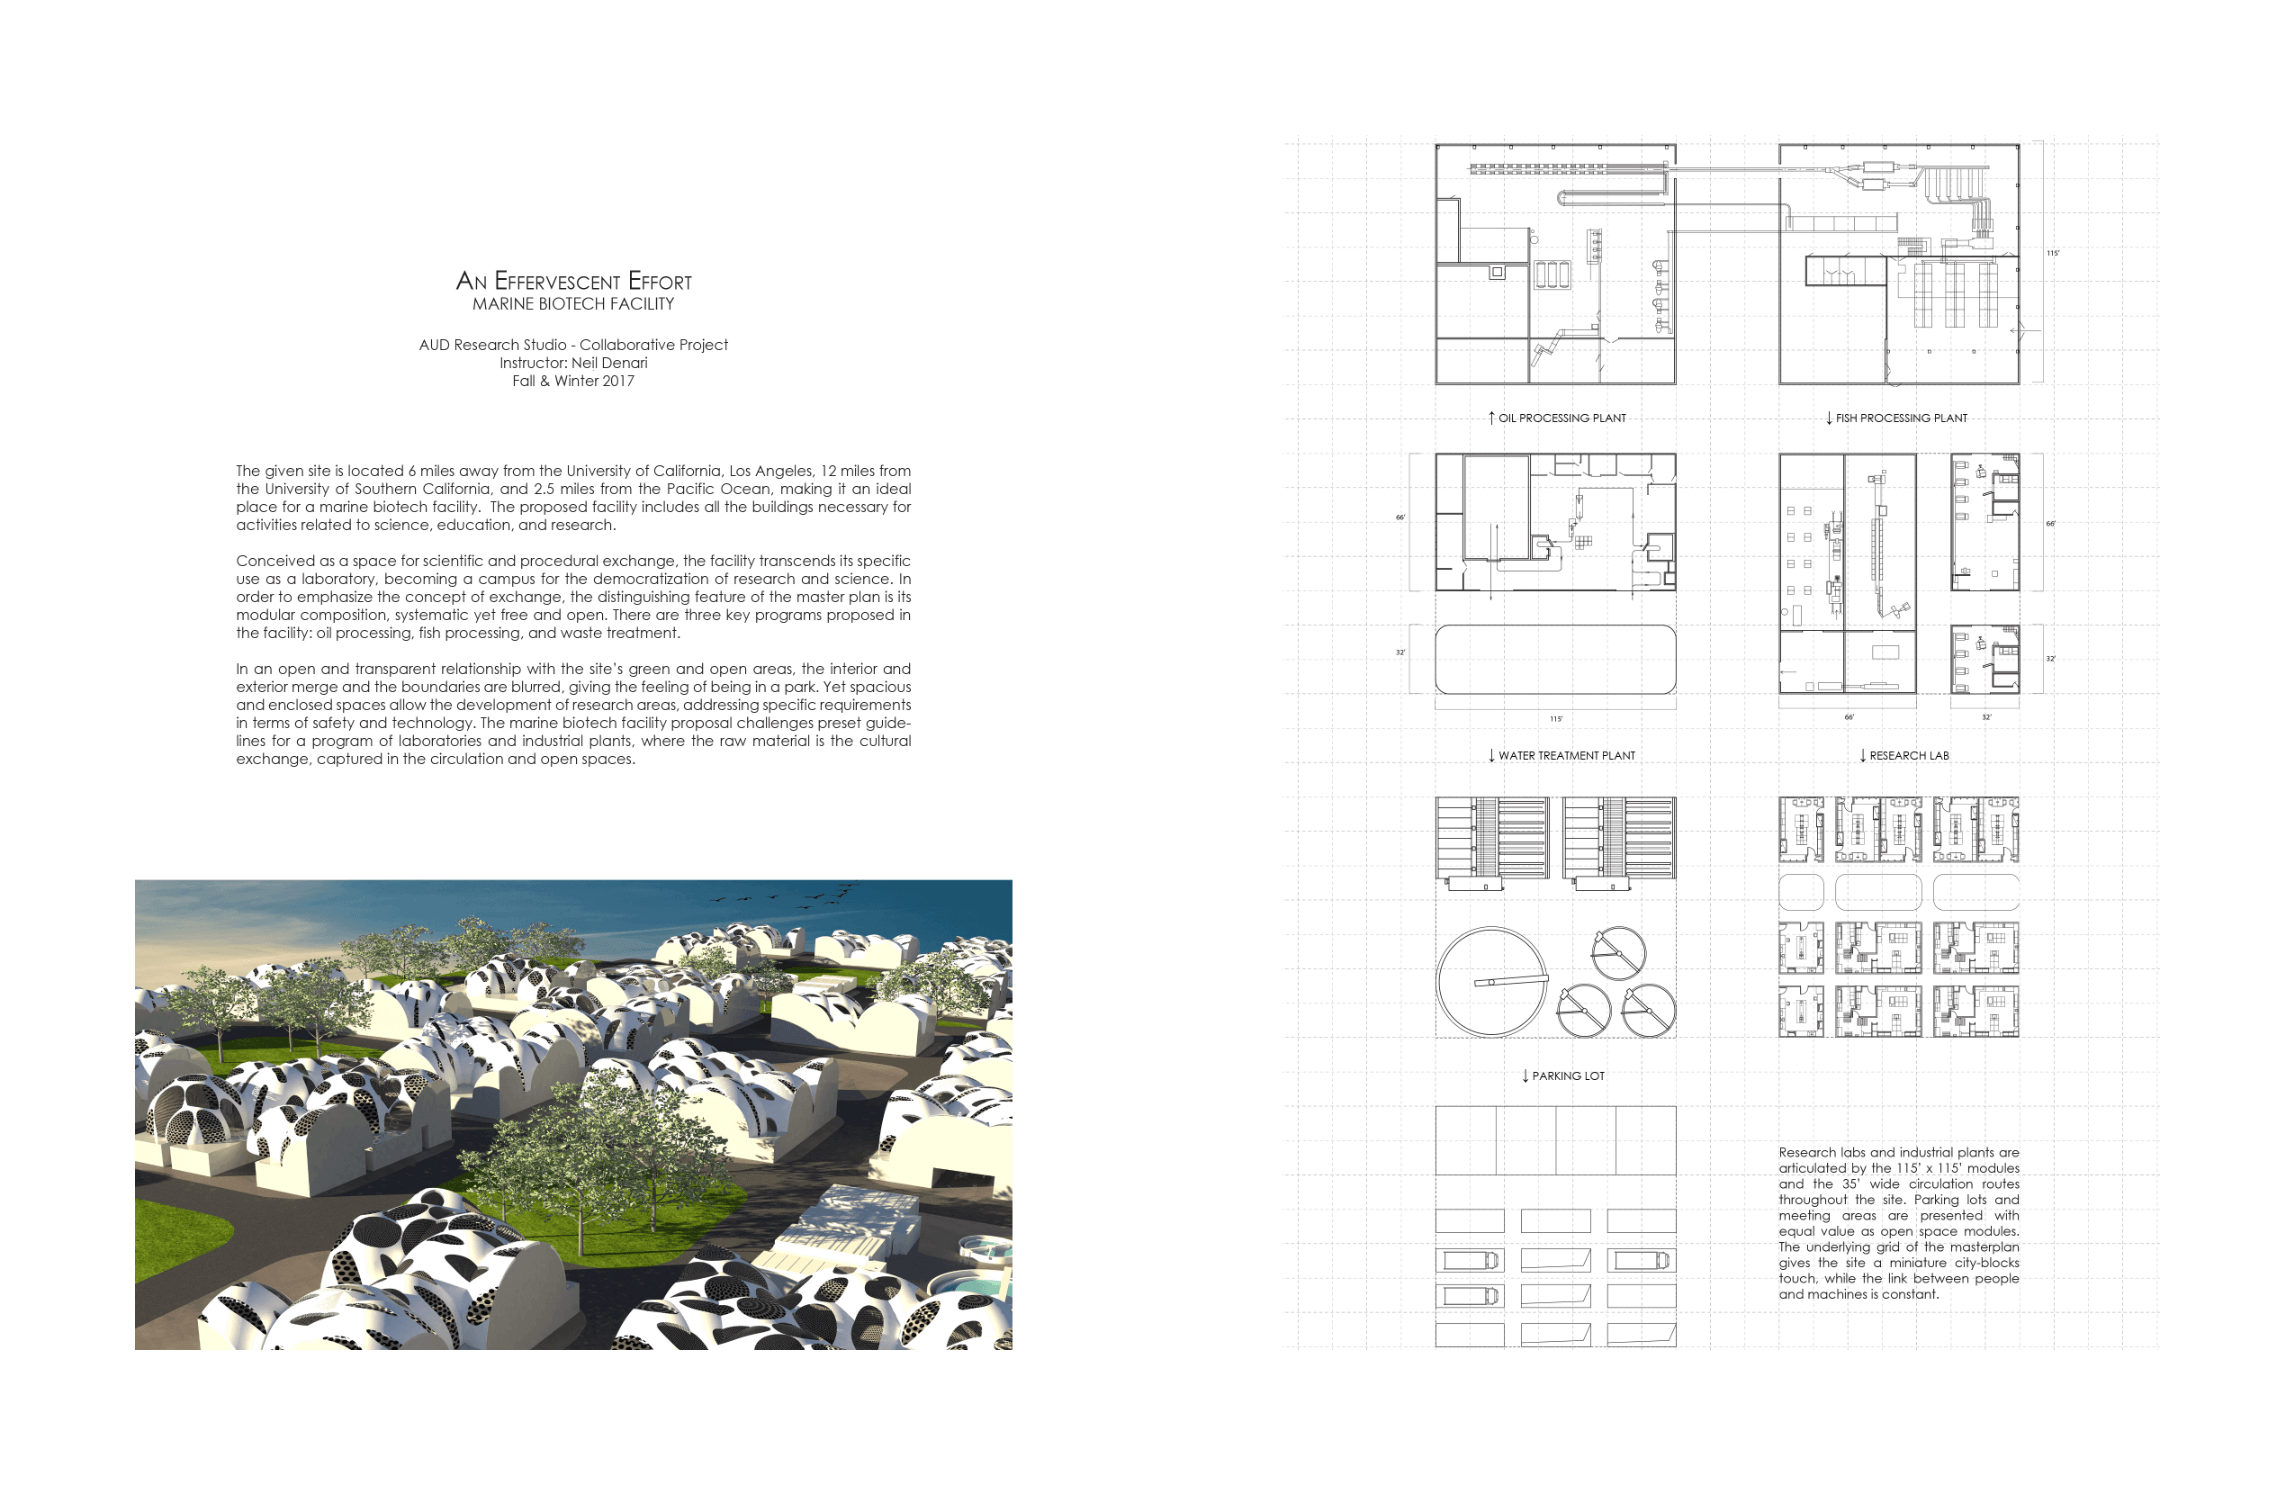 AN EFFERVESCENT EFFORT
MARINE BIOTECH FACILITY
AUD Research Studio - Collaborative Project
Instructor: Neil Denari
Fall & Winter 2017
The given site is located 6 miles away from the University of California, Los Angeles, 12 miles from
the University of Southern California, and 2.5 miles from the Pacific Ocean, making it an ideal
place for a marine biotech facility.  The proposed facility includes all the buildings necessary for
activities related to science, education, and research.
Conceived as a space for scientific and procedural exchange, the facility transcends its specific
use as a laboratory, becoming a campus for the democratization of research and science. In
order to emphasize the concept of exchange, the distinguishing feature of the master plan is its
modular composition, systematic yet free and open. There are three key programs proposed in
the facility: oil processing, fish processing, and waste treatment.
In an open and transparent relationship with the site's green and open areas, the interior and
exterior merge and the boundaries are blurred, giving the feeling of being in a park. Yet spacious
and enclosed spaces allow the development of research areas, addressing specific requirements
in terms of safety and technology. The marine biotech facility proposal challenges preset guide-
lines for a program of laboratories and industrial plants, where the raw material is the cultural
exchange, captured in the circulation and open spaces.
115'
↑ OIL PROCESSING PLANT
↓ FISH PROCESSING PLANT
66'
66'
32'
32'
115'
66'
32'
↓ WATER TREATMENT PLANT
↓ RESEARCH LAB
↓ PARKING LOT
Research labs and industrial plants are
articulated by the 115' x 115' modules
and the 35' wide circulation routes
throughout the site. Parking lots and
meeting areas are presented with
equal value as open space modules.
The underlying grid of the masterplan
gives the site a miniature city-blocks
touch, while the link between people
and machines is constant.